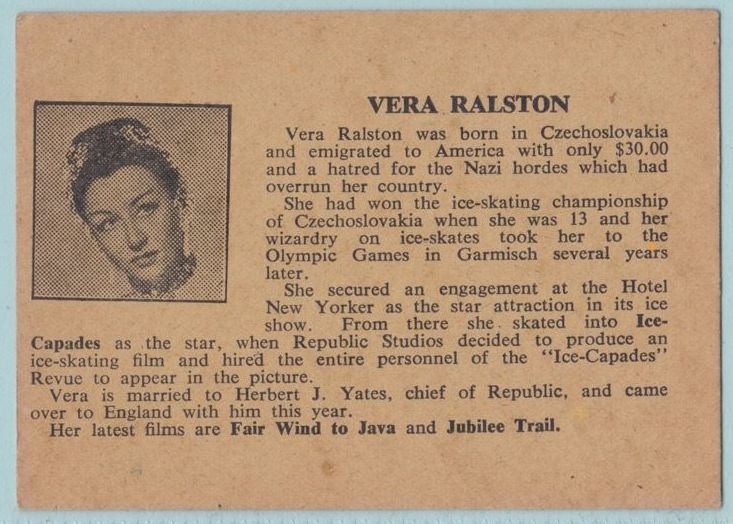 VERA RALSTON
Vera Ralston was born in Czechoslovakia
and emigrated to America with only $30.00
and a hatred for the Nazi hordes which had
overrun her country.
She had won the ice-skating championship
of Czechoslovakia when she was 13 and her
wizardry on ice-skates took her to the
Olympic Games in Garmisch several years
later.
She secured an engagement at the Hotel
New Yorker as the star attraction in its ice
show. From there she skated into Ice-
Capades as the star, when Republic Studios decided to produce an
ice-skating film and hired the entire personnel of the "Ice-Capades"
Revue to appear in the picture.
Vera is married to Herbert J. Yates, chief of Republic, and came
over to England with him this year.
Her latest films are Fair Wind to Java and Jubilee Trail.